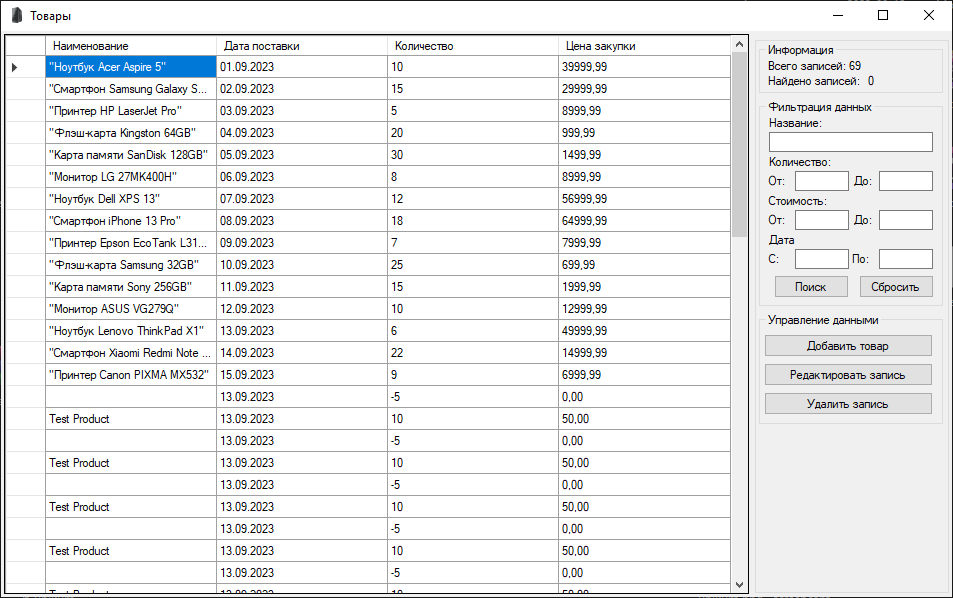 Товары
Наименование Дата поставки Количество Цена закупки
"Ноутбук Acer Aspire 5" 01.09.2023 10 39999,99
"Смартфон Samsung Galaxy S... 02.09.2023 15 29999,99
"Принтер HP LaserJet Pro" 03.09.2023 5 8999,99
"Флэш-карта Kingston 64GB" 04.09.2023 20 999,99
"Карта памяти SanDisk 128GB" 05.09.2023 30 1499,99
"Монитор LG 27MK400H" 06.09.2023 8 8999,99
"Ноутбук Dell XPS 13" 07.09.2023 12 56999,99
"Смартфон iPhone 13 Pro" 08.09.2023 18 64999,99
"Принтер Epson EcoTank L31... 09.09.2023 7 7999,99
"Флэш-карта Samsung 32GB" 10.09.2023 25 699,99
"Карта памяти Sony 256GB" 11.09.2023 15 1999,99
"Монитор ASUS VG279Q" 12.09.2023 10 12999,99
"Ноутбук Lenovo ThinkPad X1" 13.09.2023 6 49999,99
"Смартфон Xiaomi Redmi Note ... 14.09.2023 22 14999,99
"Принтер Canon PIXMA MX532" 15.09.2023 9 6999,99
13.09.2023 -5 0,00
Test Product 13.09.2023 10 50,00
13.09.2023 -5 0,00
Test Product 13.09.2023 10 50,00
13.09.2023 -5 0,00
Test Product 13.09.2023 10 50,00
13.09.2023 -5 0,00
Test Product 13.09.2023 10 50,00
13.09.2023 -5 0,00
Информация
Всего записей: 69
Найдено записей: 0
Фильтрация данных
Название:
Количество:
От: До:
Стоимость:
От: До:
Дата
С: По:
Поиск Сбросить
Управление данными
Добавить товар
Редактировать запись
Удалить запись